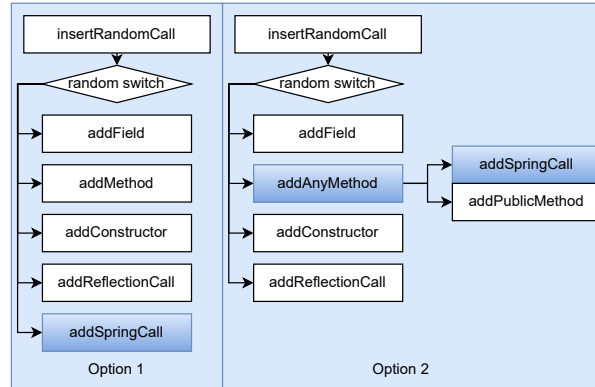 insertRandomCall
random switch
addField
addMethod
addConstructor
addReflectionCall
addSpringCall
Option 1
insertRandomCall
random switch
addField
addAnyMethod
addSpringCall
addPublicMethod
addConstructor
addReflectionCall
Option 2